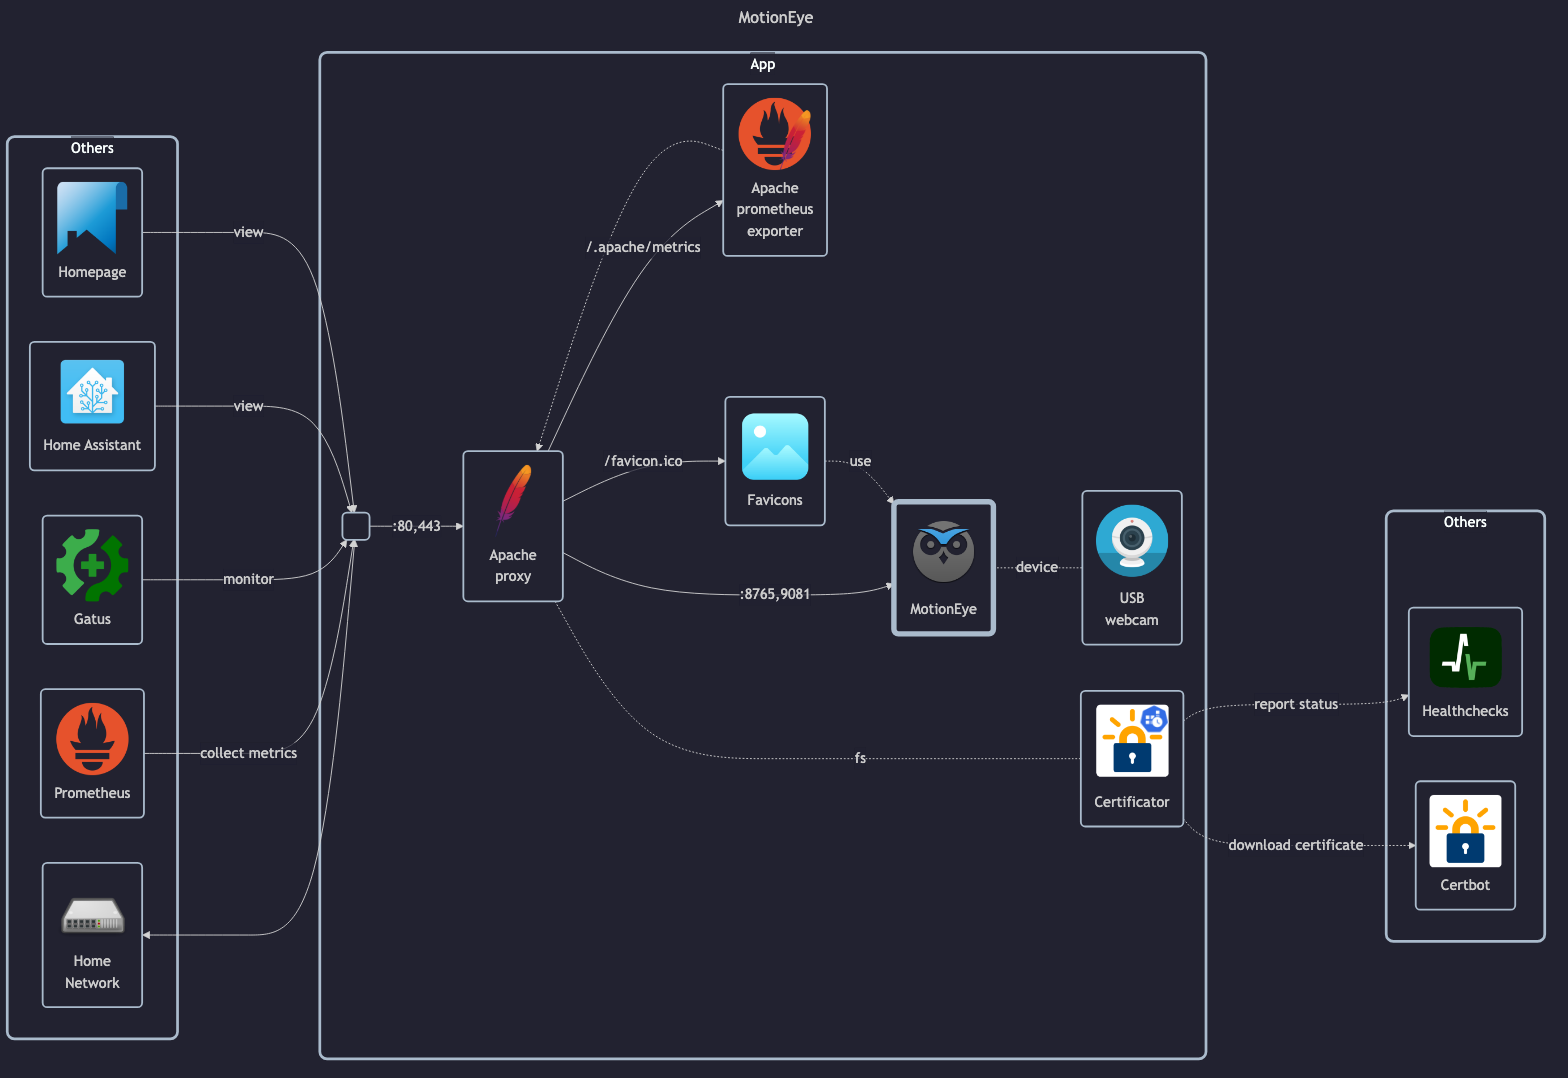 MotionEye
App
Others
Homepage
view
Home Assistant
view
Gatus
monitor
Prometheus
collect metrics
Home
Network
:80,443
Apache
proxy
/.apache/metrics
Apache
prometheus
exporter
/favicon.ico
Favicons
use
:8765,9081
MotionEye
device
USB
webcam
fs
Certificator
report status
download certificate
Others
Healthchecks
Certbot